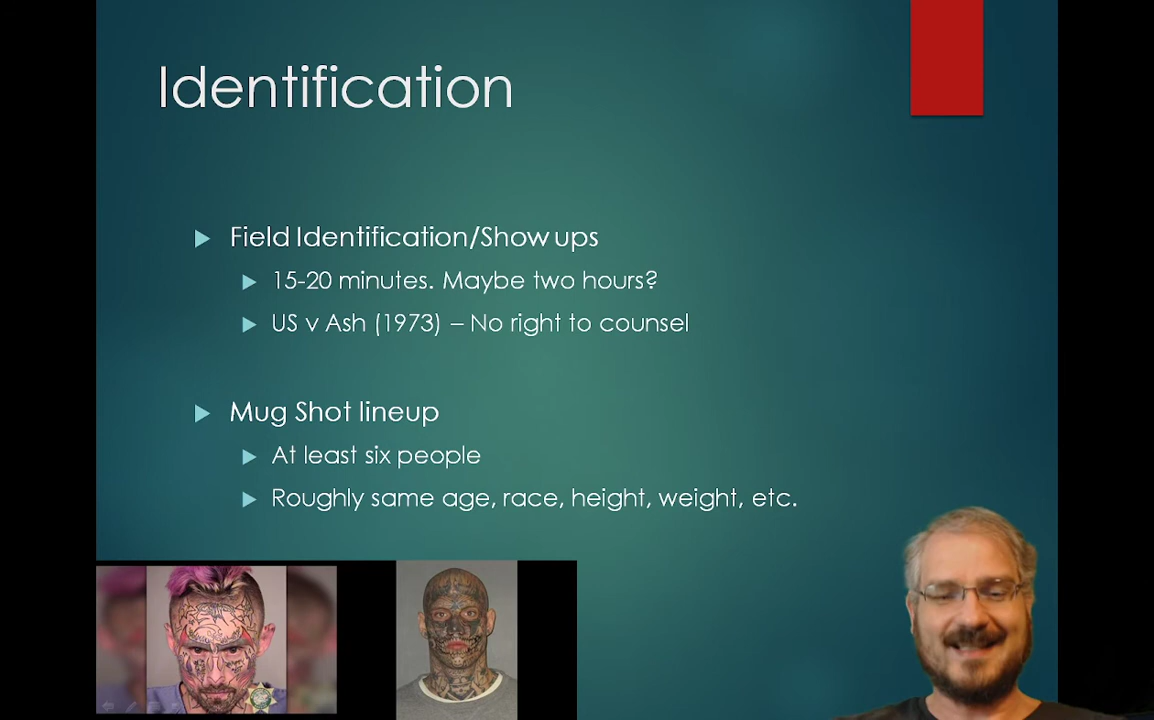 Identification
Field Identification/Show ups
15-20 minutes. Maybe two hours?
US v Ash (1973) – No right to counsel
Mug Shot lineup
At least six people
Roughly same age, race, height, weight, etc.